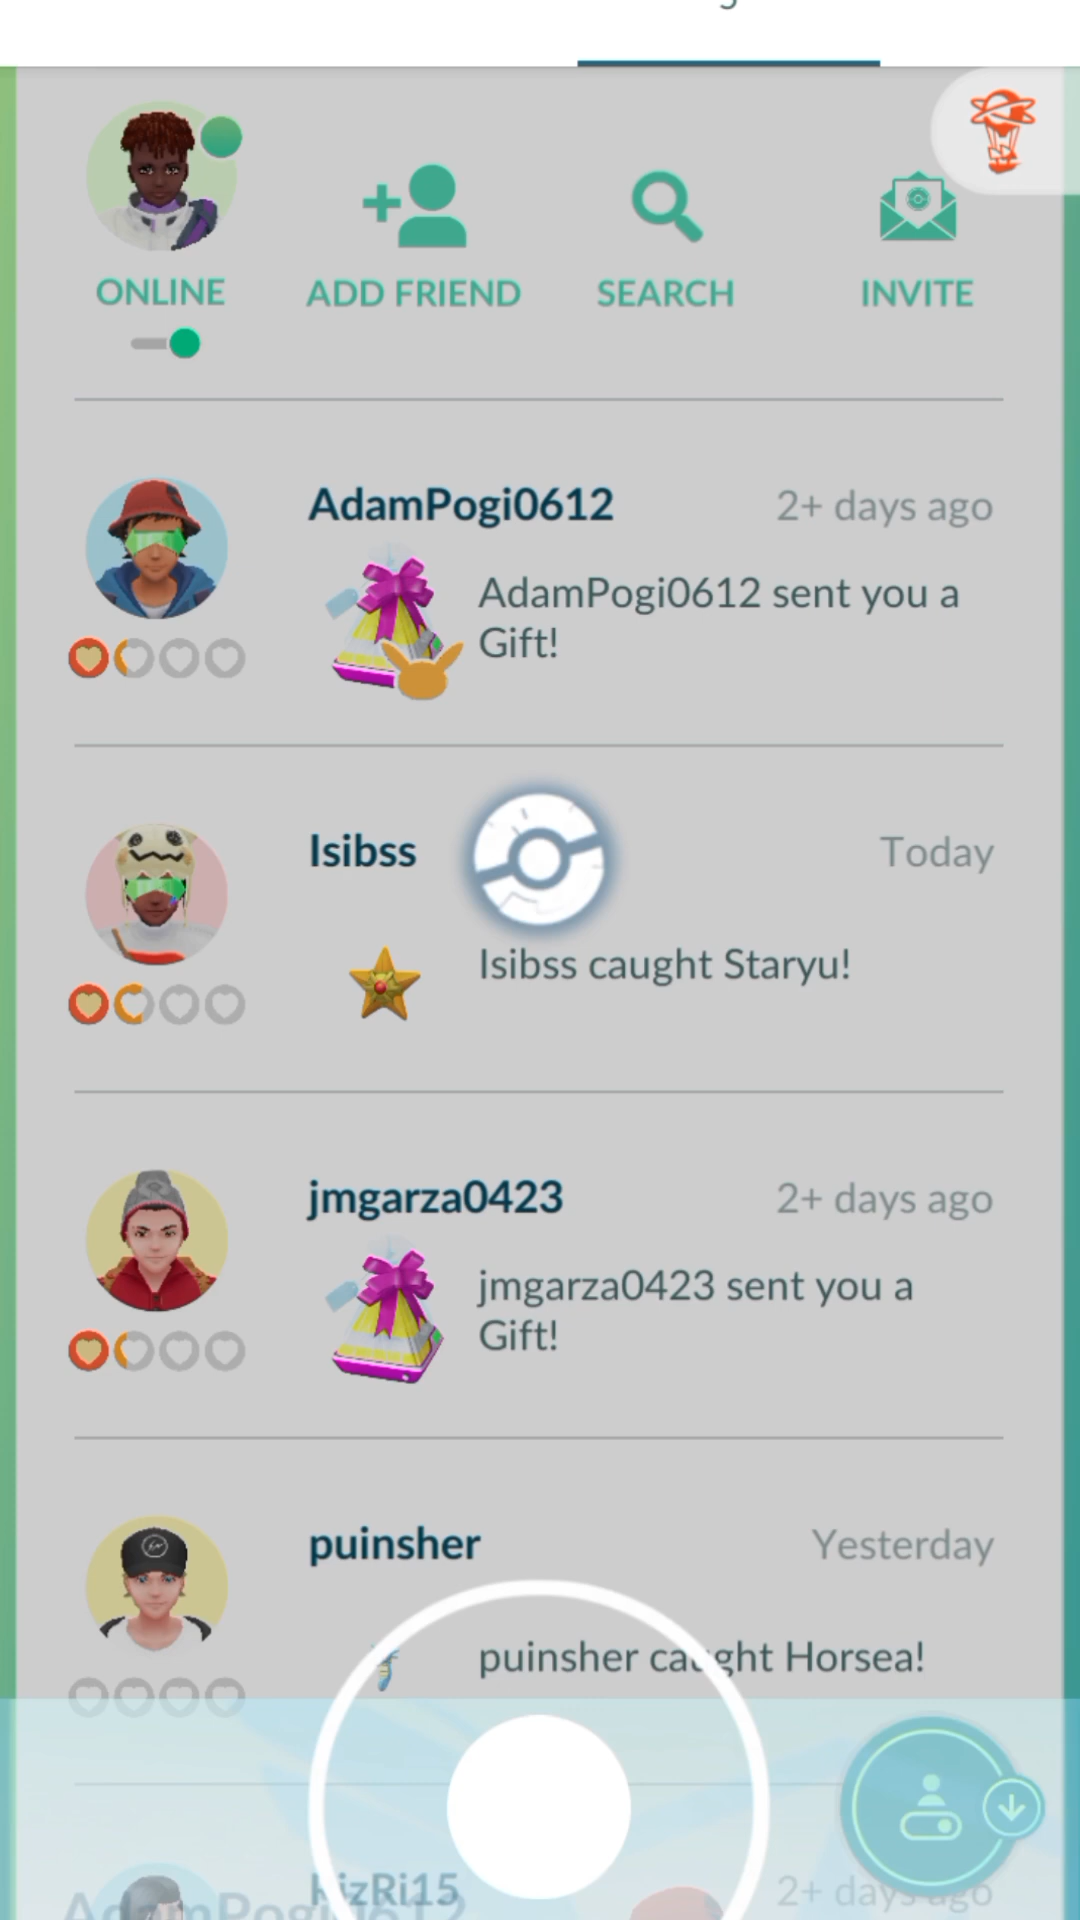 ONLINE
ADD FRIEND
SEARCH
INVITE
AdamPogi0612
2+ days ago
AdamPogi0612 sent you a
Gift!
Isibss
Today
Isibss caught Staryu!
jmgarza0423
2+ days ago
jmgarza0423 sent you a
Gift!
puinsher
Yesterday
puinsher caught Horsea!
2+ days ago
AdamPogi0612